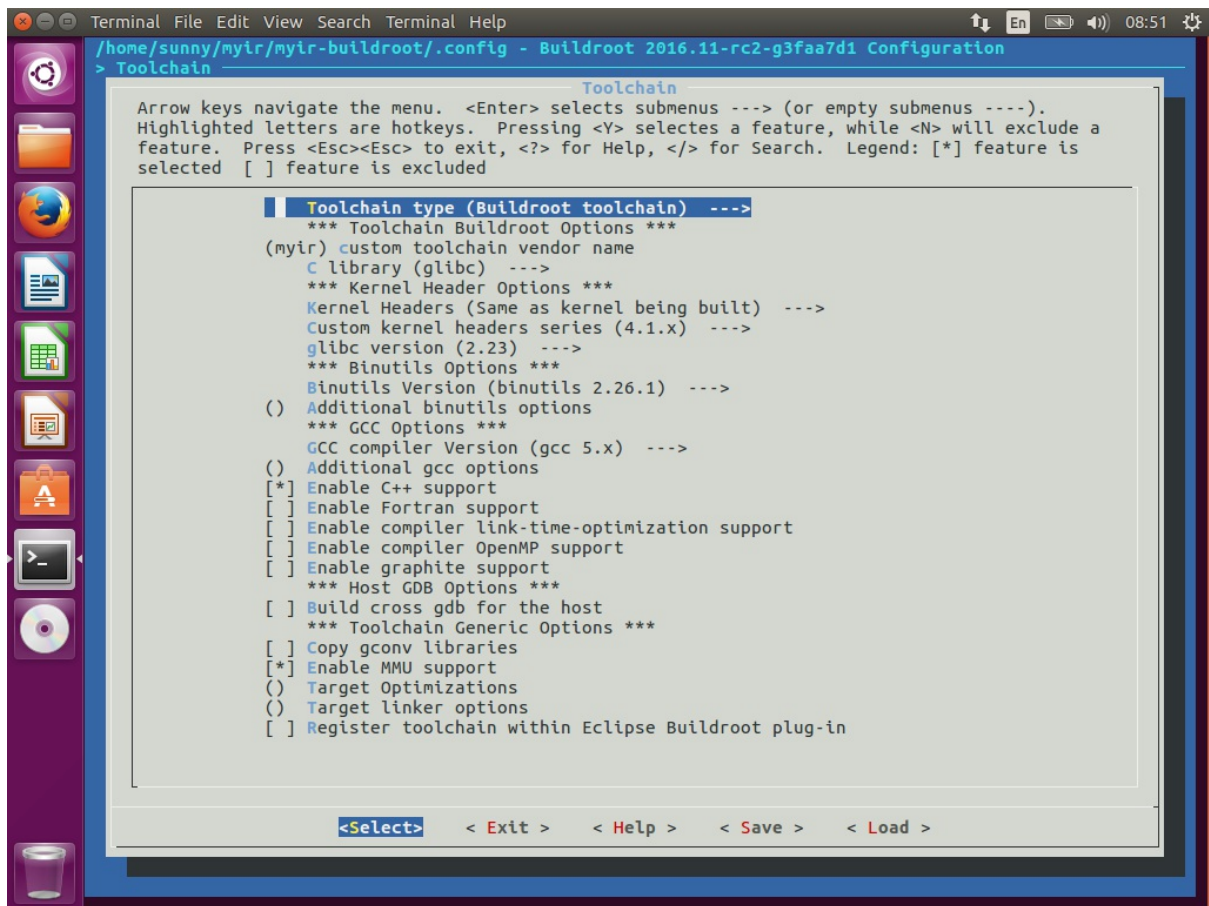 Terminal File Edit View Search Terminal Help En 08:51
/home/sunny/myir/myir-buildroot/.config - Buildroot 2016.11-rc2-g3faa7d1 Configuration
> Toolchain
Toolchain
Arrow keys navigate the menu. <Enter> selects submenus ---> (or empty submenus ----).
Highlighted letters are hotkeys. Pressing <Y> selectes a feature, while <N> will exclude a
feature. Press <Esc><Esc> to exit, <?> for Help, </> for Search. Legend: [*] feature is
selected [ ] feature is excluded
Toolchain type (Buildroot toolchain) --->
*** Toolchain Buildroot Options ***
(myir) custom toolchain vendor name
C library (glibc) --->
*** Kernel Header Options ***
Kernel Headers (Same as kernel being built) --->
Custom kernel headers series (4.1.x) --->
glibc version (2.23) --->
*** Binutils Options ***
Binutils Version (binutils 2.26.1) --->
() Additional binutils options
*** GCC Options ***
GCC compiler Version (gcc 5.x) --->
() Additional gcc options
[*] Enable C++ support
[ ] Enable Fortran support
[ ] Enable compiler link-time-optimization support
[ ] Enable compiler OpenMP support
[ ] Enable graphite support
*** Host GDB Options ***
[ ] Build cross gdb for the host
*** Toolchain Generic Options ***
[ ] Copy gconv libraries
[*] Enable MMU support
() Target Optimizations
() Target linker options
[ ] Register toolchain within Eclipse Buildroot plug-in
<Select> < Exit > < Help > < Save > < Load >